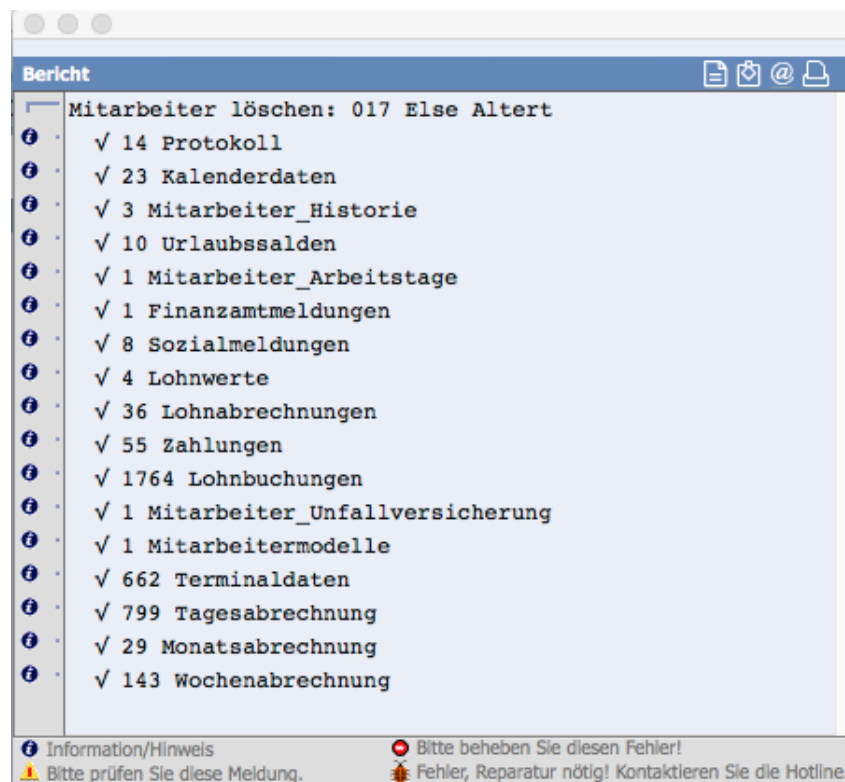 Bericht
Mitarbeiter löschen: 017 Else Altert
√ 14 Protokoll
√ 23 Kalenderdaten
√ 3 Mitarbeiter_Historie
√ 10 Urlaubssalden
√ 1 Mitarbeiter_Arbeitstage
√ 1 Finanzamtmeldungen
√ 8 Sozialmeldungen
√ 4 Lohnwerte
√ 36 Lohnabrechnungen
√ 55 Zahlungen
√ 1764 Lohnbuchungen
√ 1 Mitarbeiter_Unfallversicherung
√ 1 Mitarbeitermodelle
√ 662 Terminaldaten
√ 799 Tagesabrechnung
√ 29 Monatsabrechnung
√ 143 Wochenabrechnung
Information/Hinweis Bitte beheben Sie diesen Fehler!
Bitte prüfen Sie diese Meldung. Fehler, Reparatur nötig! Kontaktieren Sie die Hotline